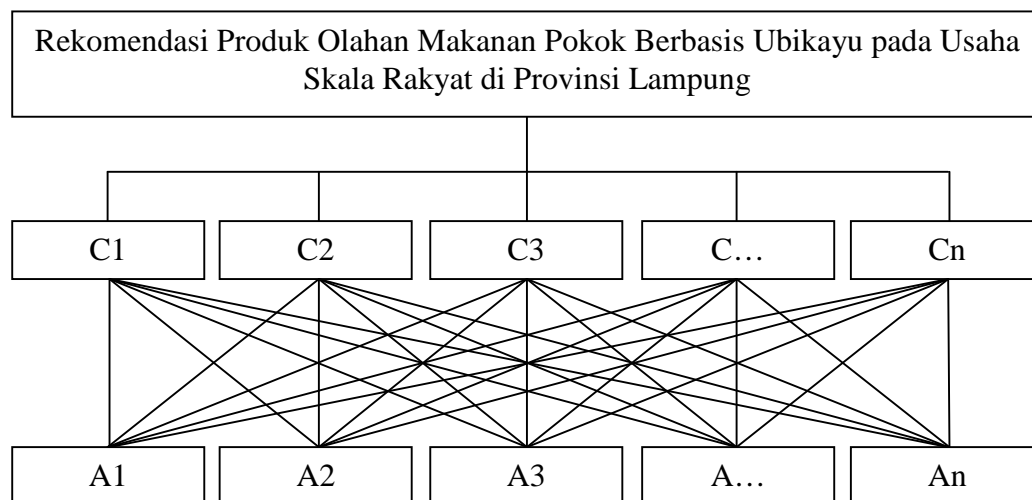 Rekomendasi Produk Olahan Makanan Pokok Berbasis Ubikayu pada Usaha
Skala Rakyat di Provinsi Lampung
C1 C2 C3 C… Cn
A1 A2 A3 A… An